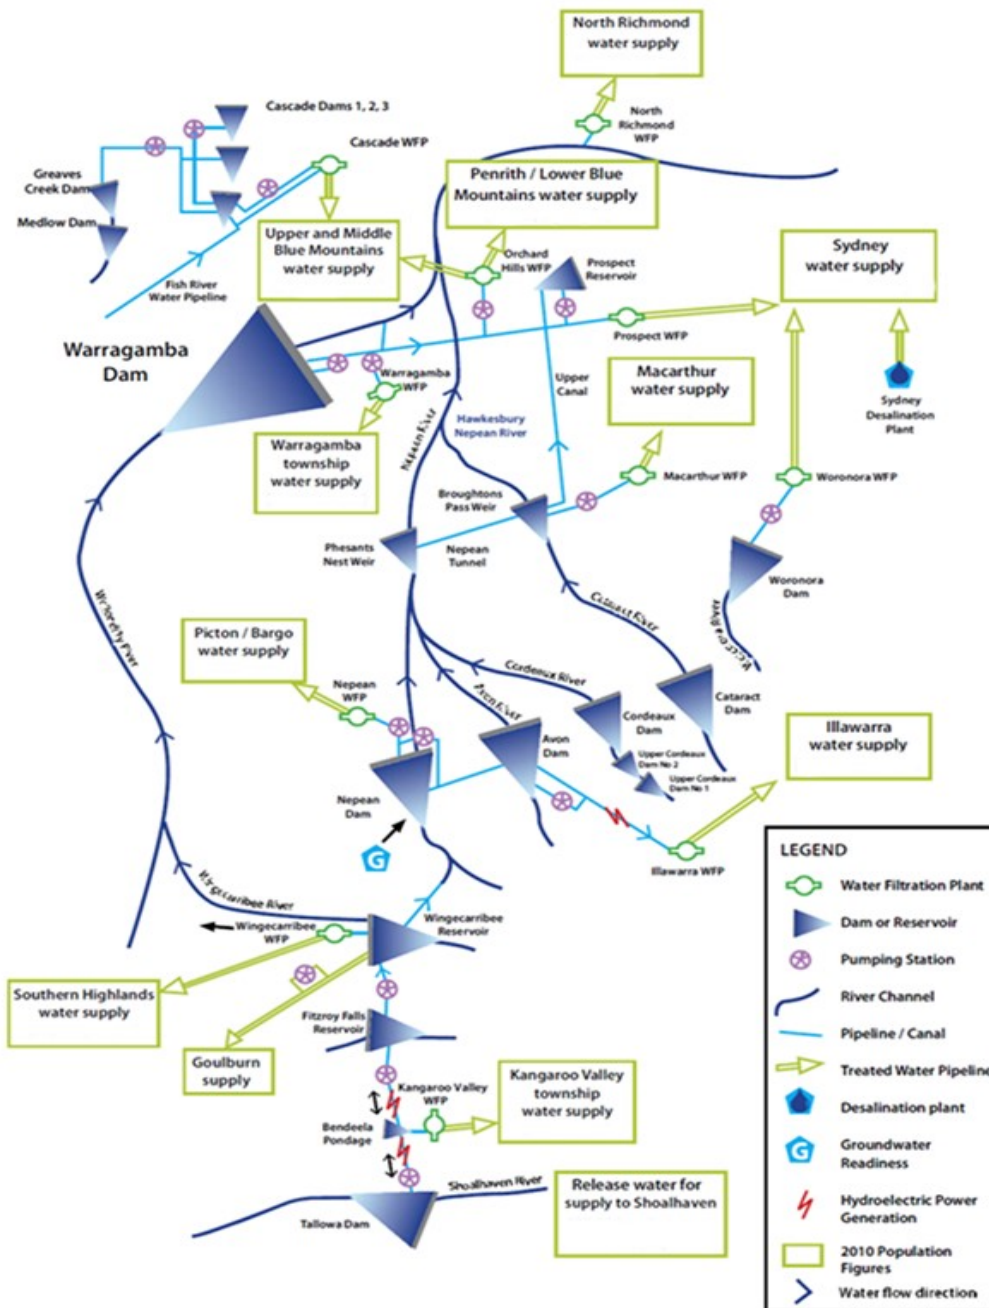 North Richmond
water supply
Cascade Dams 1, 2, 3
North
Richmond
WFP
Cascade WFP
Greaves
Creek Dam
Medlow Dam
Penrith / Lower Blue
Mountains water supply
Upper and Middle
Blue Mountains
water supply
Orchard
Hills WFP
Prospect
Reservoir
Sydney
water supply
Fish River
Water Pipeline
Warragamba
Dam
Prospect WFP
Warragamba
WFP
Upper
Canal
Macarthur
water supply
Sydney
Desalination
Plant
Nepean River
Hawkesbury
Nepean River
Warragamba
township
water supply
Macarthur WFP
Woronora WFP
Broughtons
Pass Weir
Phesants
Nest Weir
Nepean
Tunnel
Woronora
Dam
Woronora River
Cataract River
Wollondilly River
Picton / Bargo
water supply
Cordeaux River
Nepean
WFP
Avon River
Cataract
Dam
Cordeaux
Dam
Avon
Dam
Illawarra
water supply
Upper Cordeaux
Dam No 2
Upper Cordeaux
Dam No 1
Nepean
Dam
G
Illawarra WFP
Wingecarribee River
Wingecarribee
WFP
Wingecarribee
Reservoir
Southern Highlands
water supply
Fitzroy Falls
Reservoir
Goulburn
supply
Kangaroo Valley
WFP
Kangaroo Valley
township
water supply
Bendeela
Pondage
Shoalhaven River
Release water for
supply to Shoalhaven
Tallowa Dam
LEGEND
Water Filtration Plant
Dam or Reservoir
Pumping Station
River Channel
Pipeline / Canal
Treated Water Pipeline
Desalination plant
G
Groundwater
Readiness
Hydroelectric Power
Generation
2010 Population
Figures
Water flow direction